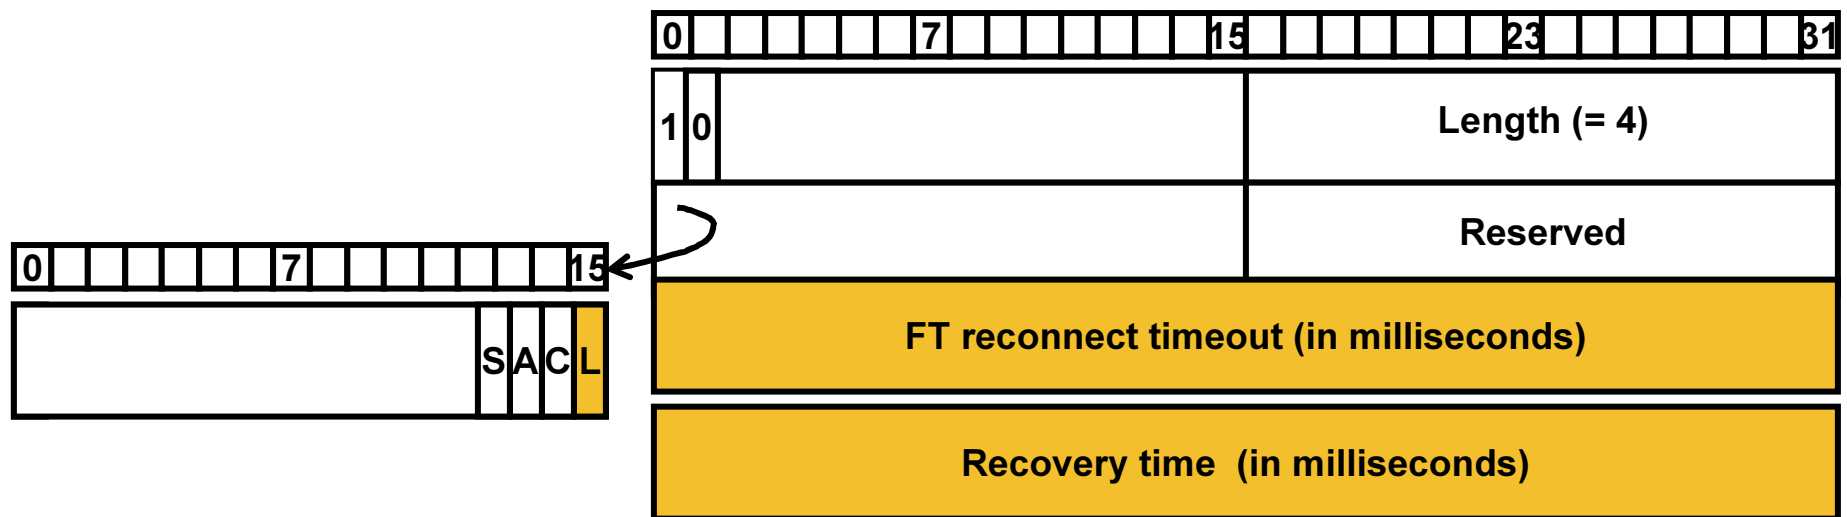 0 7 15 23 31
1 0 Length (= 4)
Reserved
0 7 15
S A C L
FT reconnect timeout (in milliseconds)
Recovery time (in milliseconds)